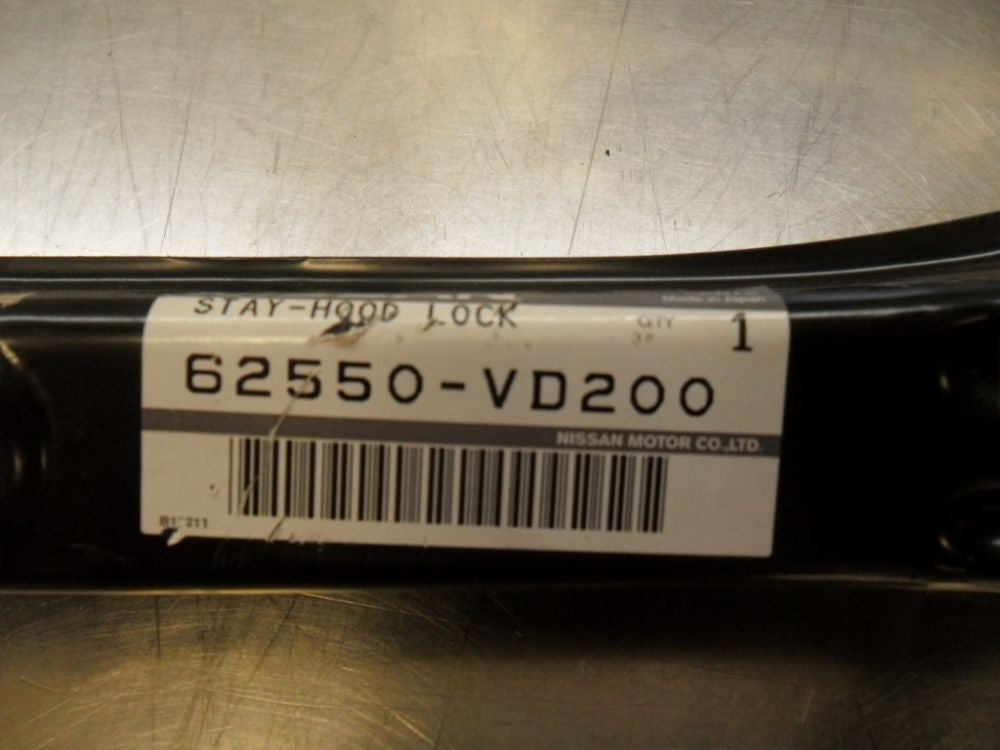 Made in Japan
STAY-HOOD LOCK
QTY 1
62550-VD200
NISSAN MOTOR CO.,LTD.